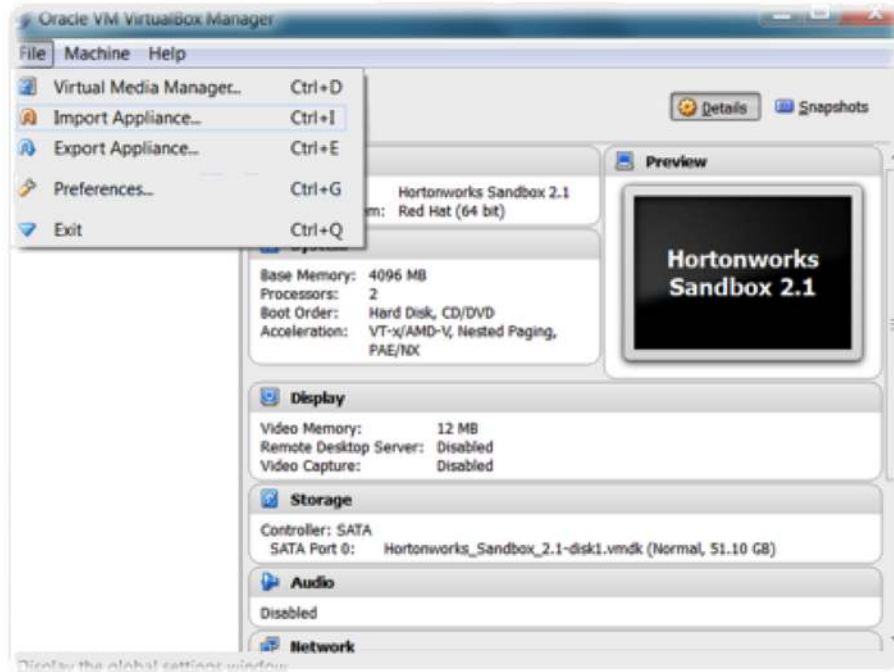 Oracle VM VirtualBox Manager
File Machine Help
Virtual Media Manager... Ctrl+D
Import Appliance... Ctrl+I
Export Appliance... Ctrl+E
Preferences... Ctrl+G
Exit Ctrl+Q
Details Snapshots
Hortonworks Sandbox 2.1
Red Hat (64 bit)
Preview
Hortonworks
Sandbox 2.1
Base Memory: 4096 MB
Processors: 2
Boot Order: Hard Disk, CD/DVD
Acceleration: VT-x/AMD-V, Nested Paging,
PAE/NX
Display
Video Memory: 12 MB
Remote Desktop Server: Disabled
Video Capture: Disabled
Storage
Controller: SATA
SATA Port 0: Hortonworks_Sandbox_2.1-disk1.vmdk (Normal, 51.10 GB)
Audio
Disabled
Network
Display the global settings window